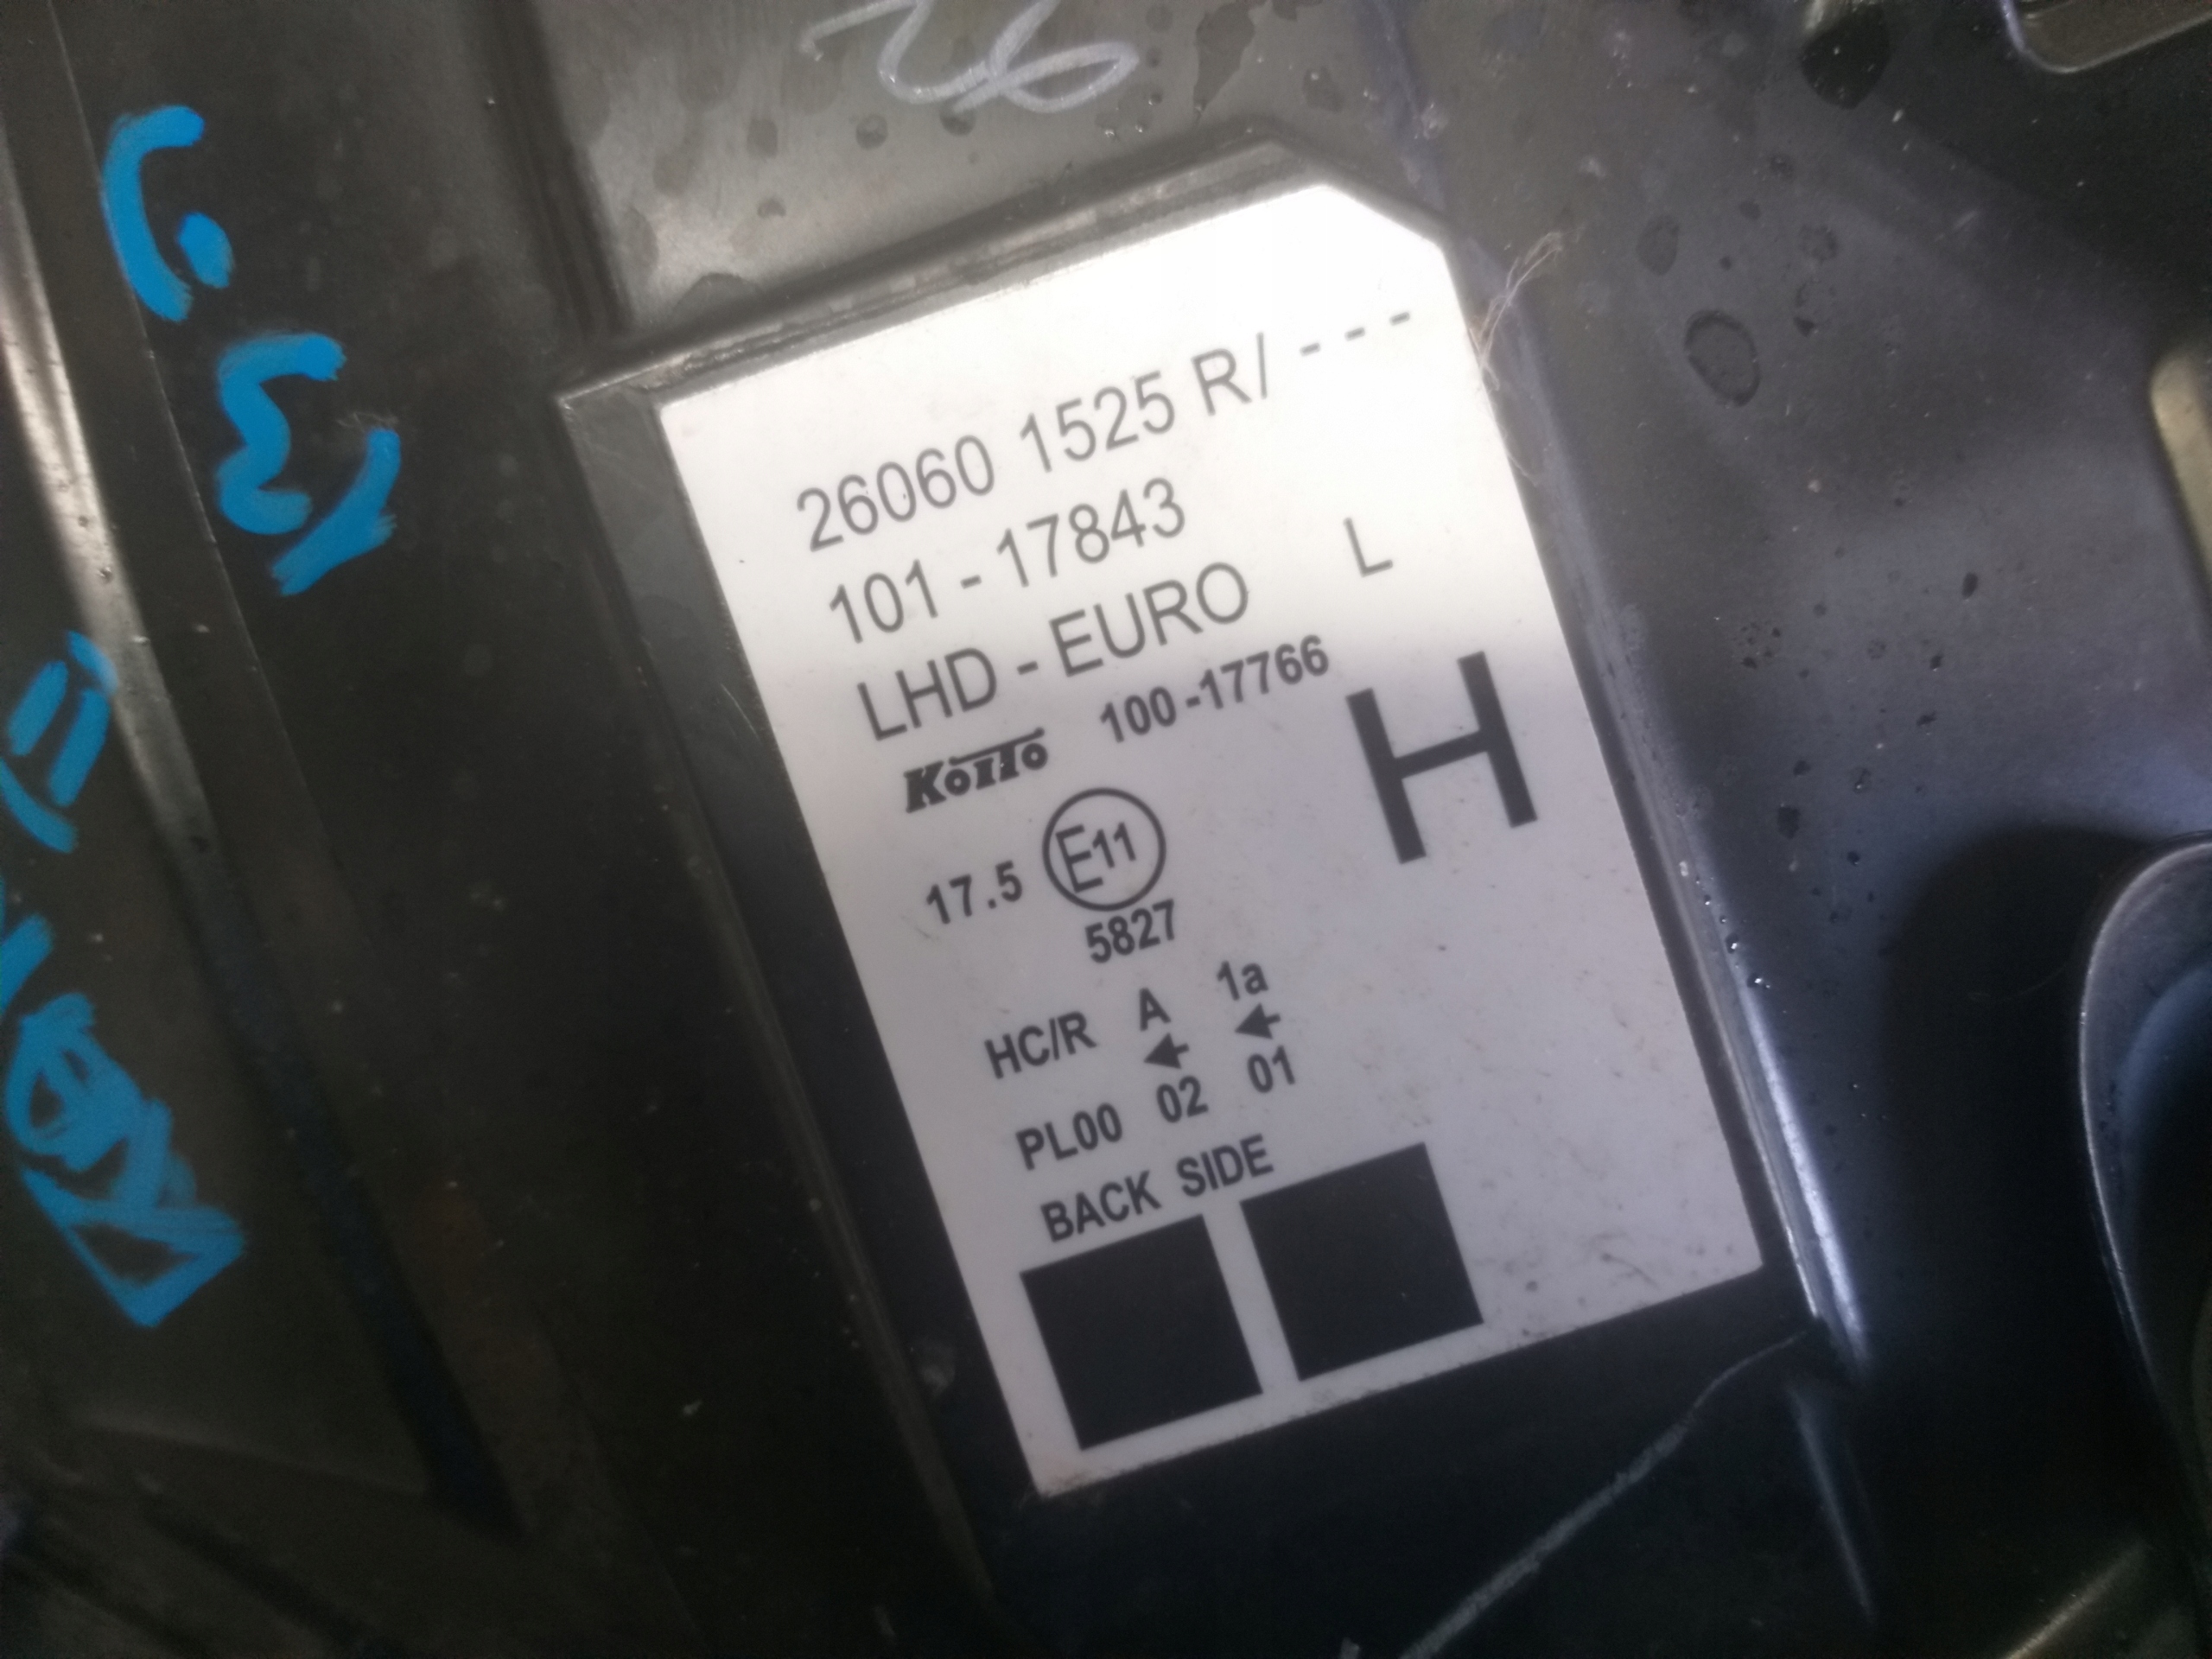 26060 1525 R/ - - -
101 - 17843
LHD - EURO L
KOITO 100-17766
H
17.5 E11
5827
HC/R A 1a
← ←
PL00 02 01
BACK SIDE